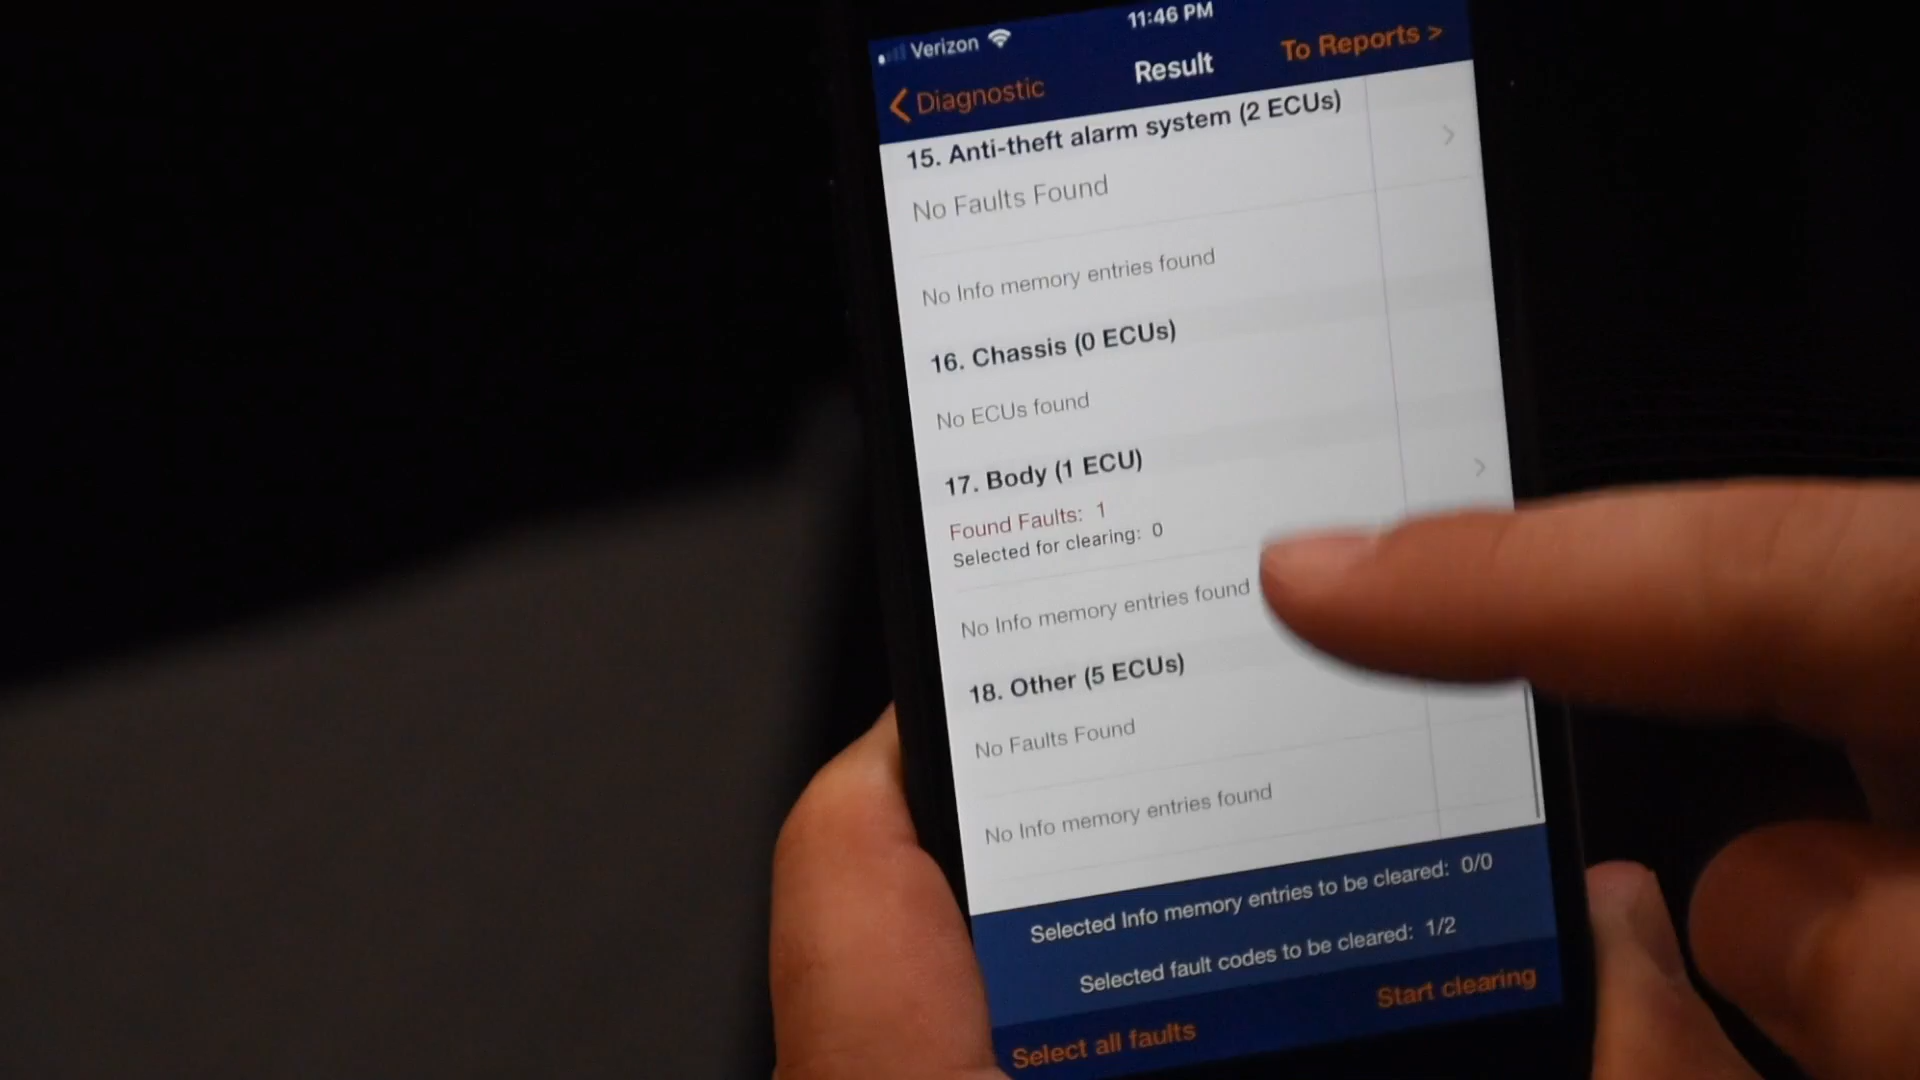 Verizon
11:46 PM
Diagnostic
Result
To Reports >
15. Anti-theft alarm system (2 ECUs)
No Faults Found
No Info memory entries found
16. Chassis (0 ECUs)
No ECUs found
17. Body (1 ECU)
Found Faults: 1
Selected for clearing: 0
No Info memory entries found
18. Other (5 ECUs)
No Faults Found
No Info memory entries found
Selected Info memory entries to be cleared: 0/0
Selected fault codes to be cleared: 1/2
Select all faults
Start clearing